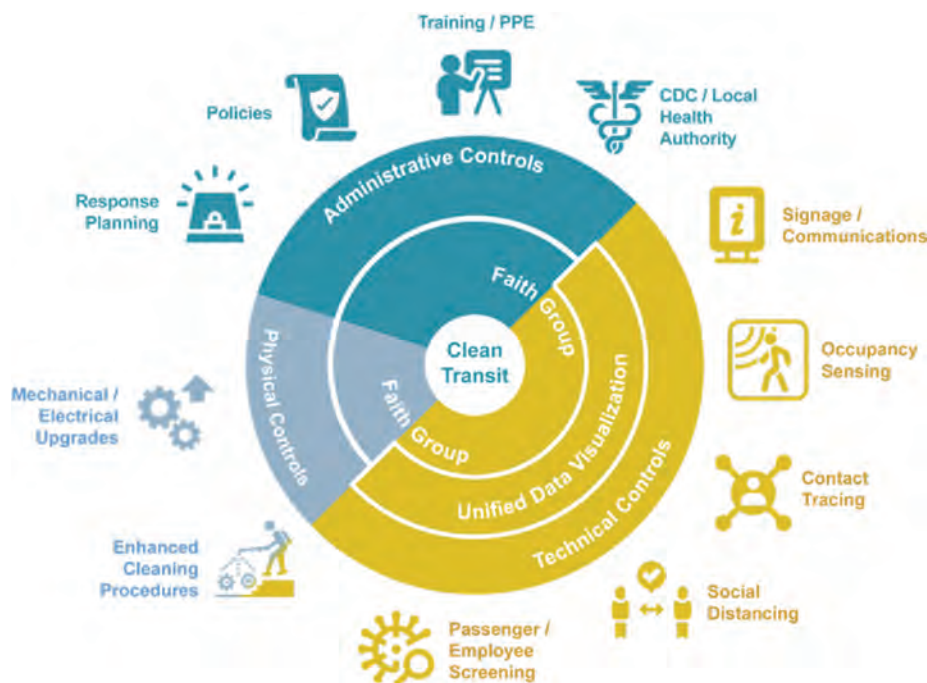 Training / PPE
Policies
CDC / Local
Health
Authority
Response
Planning
Administrative Controls
Signage /
Communications
Faith Group
Physical Controls
Clean
Transit
Occupancy
Sensing
Mechanical /
Electrical
Upgrades
Faith Group
Unified Data Visualization
Technical Controls
Contact
Tracing
Enhanced
Cleaning
Procedures
Social
Distancing
Passenger /
Employee
Screening